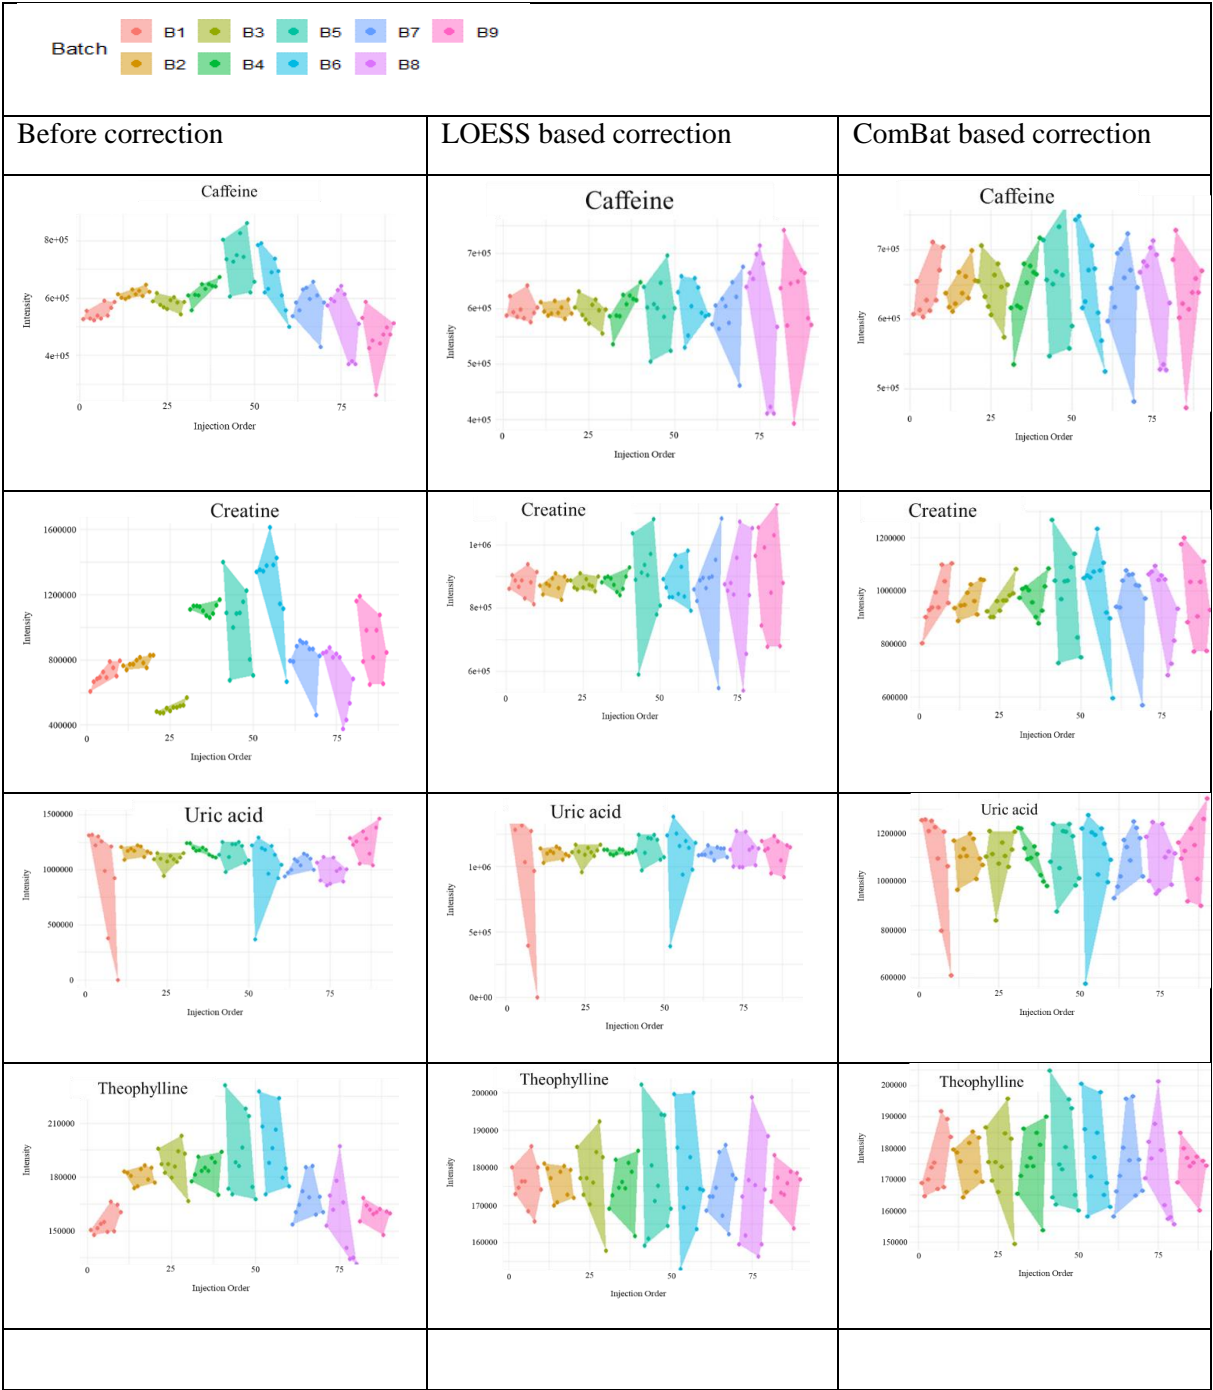 Batch
B1 B3 B5 B7 B9
B2 B4 B6 B8
Before correction
LOESS based correction
ComBat based correction
Caffeine
8e+05
6e+05
4e+05
Intensity
0 25 50 75
Injection Order
Caffeine
7e+05
6e+05
5e+05
4e+05
Intensity
0 25 50 75
Injection Order
Caffeine
7e+05
6e+05
5e+05
Intensity
0 25 50 75
Injection Order
Creatine
1600000
1200000
800000
400000
Intensity
0 25 50 75
Injection Order
Creatine
1e+06
8e+05
6e+05
Intensity
0 25 50 75
Injection Order
Creatine
1200000
1000000
800000
600000
Intensity
0 25 50 75
Injection Order
Uric acid
1500000
1000000
500000
0
Intensity
0 25 50 75
Injection Order
Uric acid
1e+06
5e+05
0e+00
Intensity
0 25 50 75
Injection Order
Uric acid
1200000
1000000
800000
600000
Intensity
0 25 50 75
Injection Order
Theophylline
210000
180000
150000
Intensity
0 25 50 75
Injection Order
Theophylline
200000
190000
180000
170000
160000
Intensity
0 25 50 75
Injection Order
Theophylline
200000
190000
180000
170000
160000
150000
Intensity
0 25 50 75
Injection Order